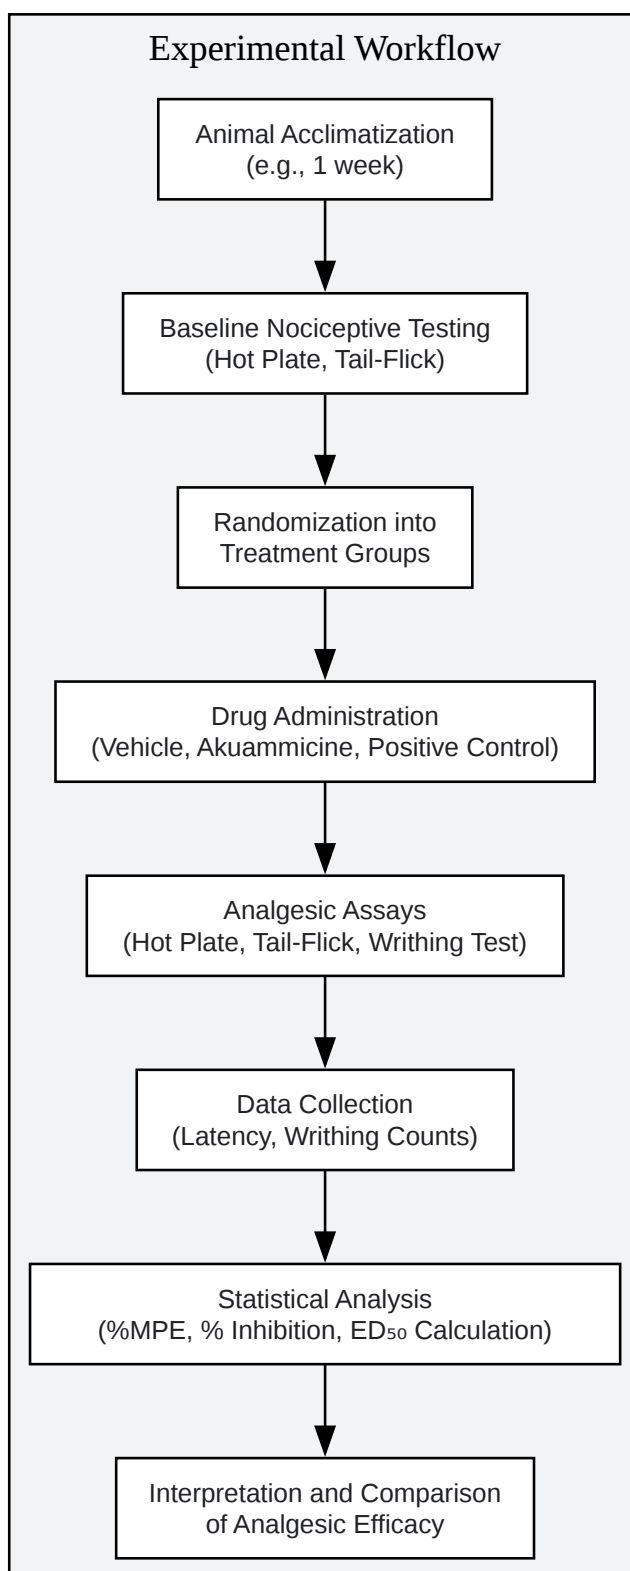 Experimental Workflow
Animal Acclimatization
(e.g., 1 week)
Baseline Nociceptive Testing
(Hot Plate, Tail-Flick)
Randomization into
Treatment Groups
Drug Administration
(Vehicle, Akuammicine, Positive Control)
Analgesic Assays
(Hot Plate, Tail-Flick, Writhing Test)
Data Collection
(Latency, Writhing Counts)
Statistical Analysis
(%MPE, % Inhibition, ED₅₀ Calculation)
Interpretation and Comparison
of Analgesic Efficacy